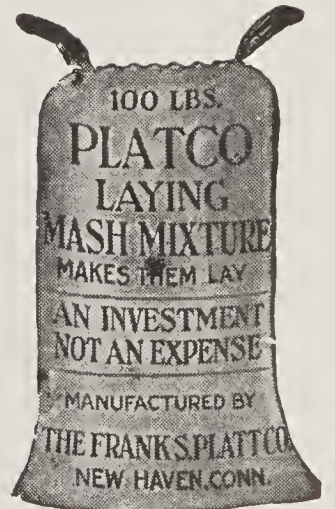 100 LBS.
PLATCO
LAYING
MASH MIXTURE
MAKES THEM LAY
AN INVESTMENT
NOT AN EXPENSE
MANUFACTURED BY
THE FRANK S. PLATT CO.
NEW HAVEN, CONN.